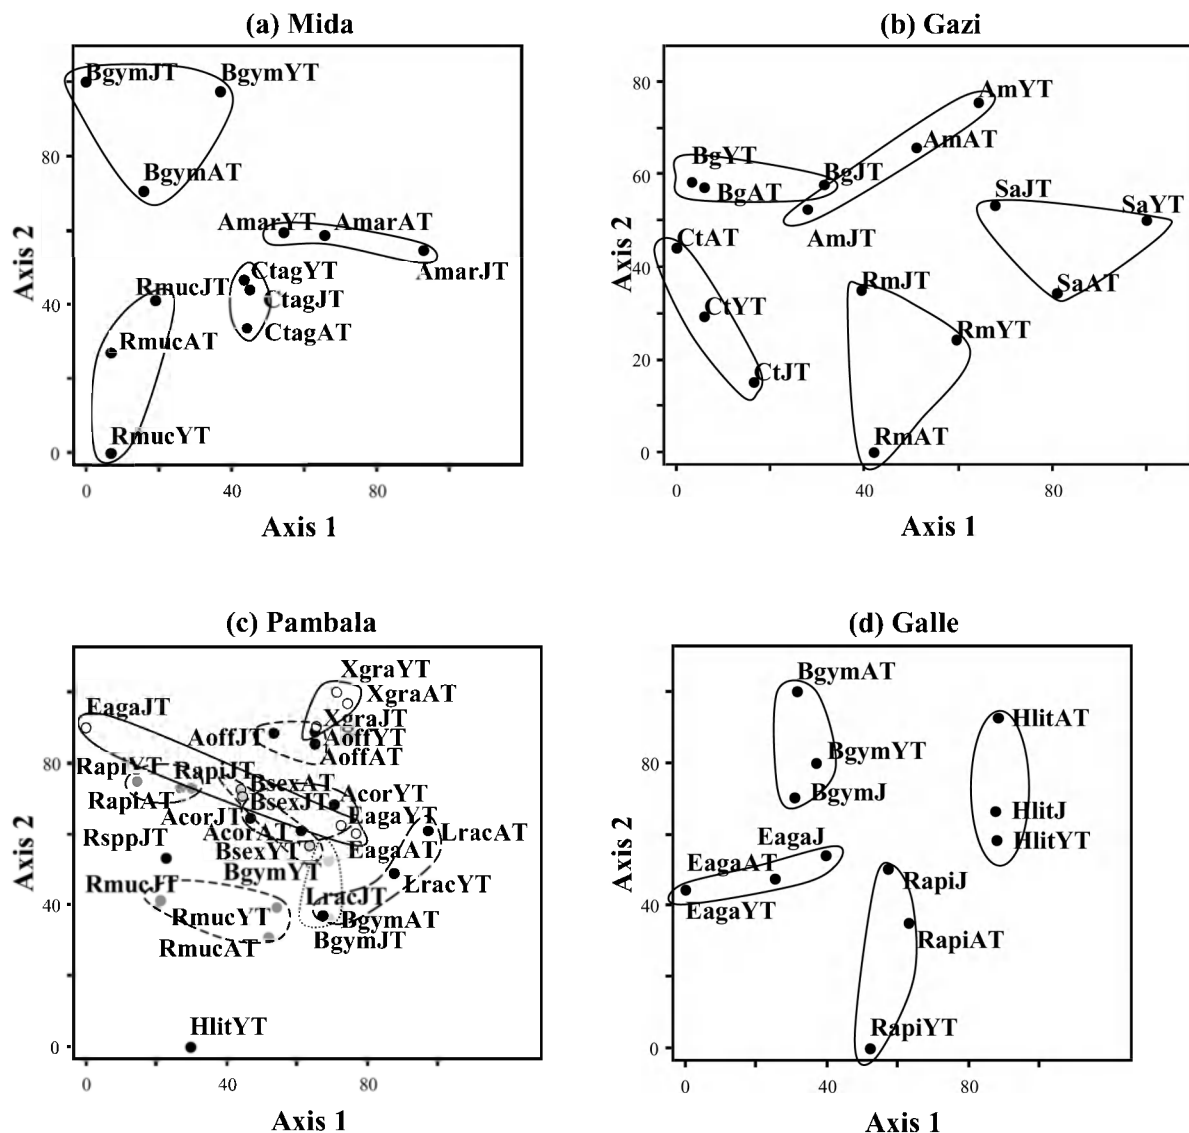 (a) Mida
BgymJT
BgymYT
BgymAT
AmarYT
AmarAT
AmarJT
CtagYT
CtagJT
CtagAT
RmucJT
RmucAT
RmucYT
80
40
0
Axis 2
0 40 80
Axis 1
(b) Gazi
AmYT
AmAT
BgYT
BgJT
BgAT
AmJT
SaJT
SaYT
SaAT
CtAT
CtYT
CtJT
RmJT
RmYT
RmAT
80
60
40
20
0
Axis 2
0 40 80
Axis 1
(c) Pambala
XgraYT
XgraAT
XgraJT
EagaJT
AoffJT
AoffYT
AoffAT
RapiYT
RapiJT
RapiAT
BsexAT
BsexJT
AcorYT
AcorJT
EagaYT
AcorAT
LracAT
RsppJT
BsexYT
EagaAT
BgymYT
LracYT
RmucJT
LracJT
RmucYT
BgymAT
RmucAT
BgymJT
HlitYT
80
40
0
Axis 2
0 40 80
Axis 1
(d) Galle
BgymAT
HlitAT
BgymYT
BgymJ
HlitJ
HlitYT
EagaJ
EagaAT
EagaYT
RapiJ
RapiAT
RapiYT
80
40
0
Axis 2
0 40 80
Axis 1